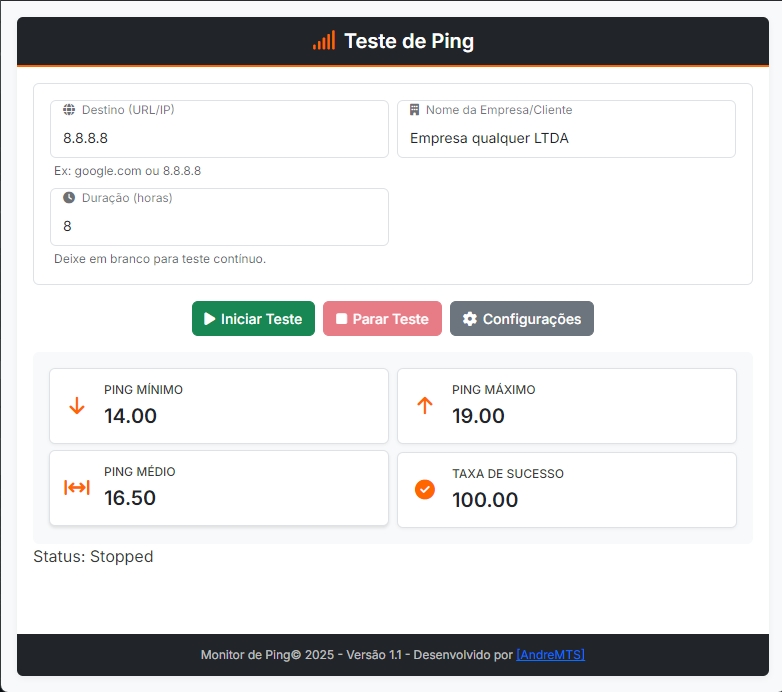 Teste de Ping
Destino (URL/IP)
8.8.8.8
Ex: google.com ou 8.8.8.8
Nome da Empresa/Cliente
Empresa qualquer LTDA
Duração (horas)
8
Deixe em branco para teste contínuo.
Iniciar Teste
Parar Teste
Configurações
PING MÍNIMO
14.00
PING MÁXIMO
19.00
PING MÉDIO
16.50
TAXA DE SUCESSO
100.00
Status: Stopped
Monitor de Ping© 2025 - Versão 1.1 - Desenvolvido por [AndreMTS]